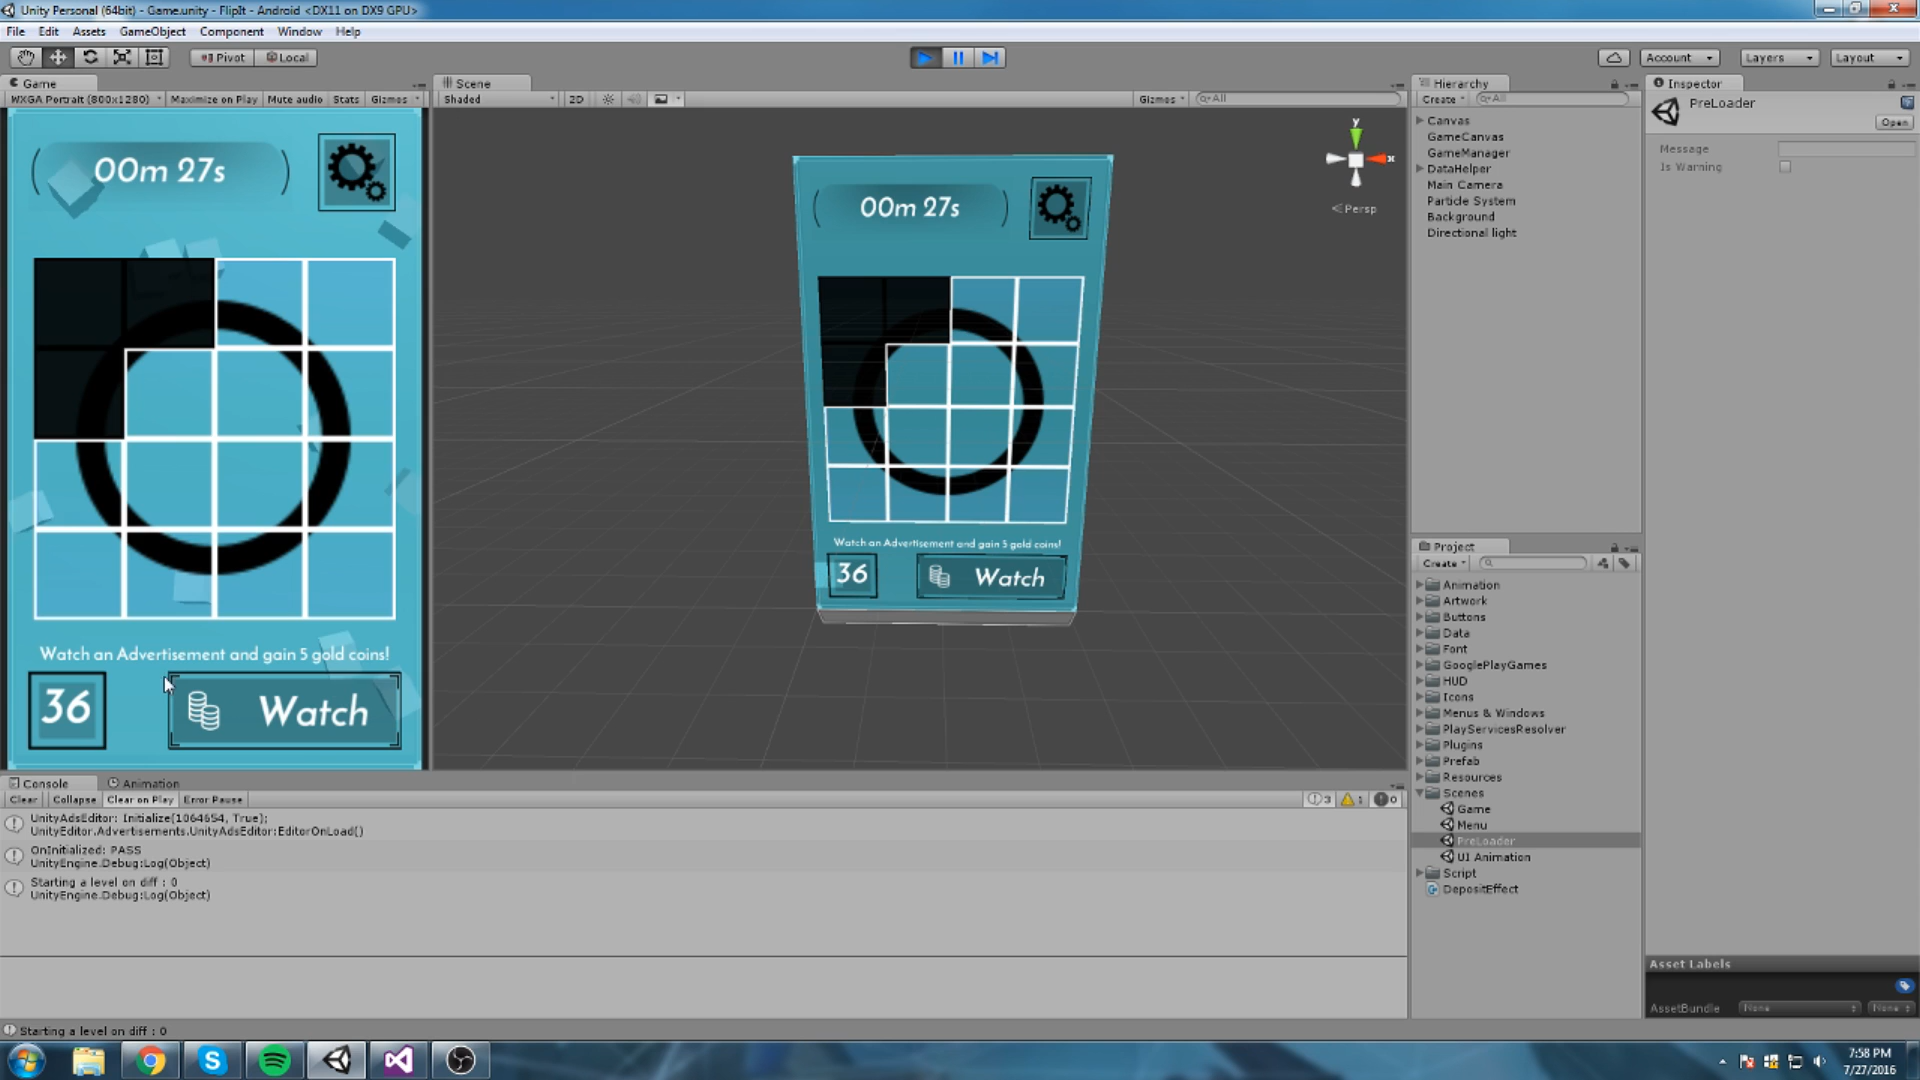 Unity Personal (64bit) - Game.unity - FlipIt - Android <DX11 on DX9 GPU>
File Edit Assets GameObject Component Window Help
Pivot Local Account Layers Layout
Game
WXGA Portrait (800x1280) Maximize on Play Mute audio Stats Gizmos
00m 27s
Watch an Advertisement and gain 5 gold coins!
36
Watch
Scene
Shaded 2D Gizmos All
y
x
Persp
00m 27s
Watch an Advertisement and gain 5 gold coins!
36
Watch
Hierarchy
Create All
Canvas
GameCanvas
GameManager
DataHelper
Main Camera
Particle System
Background
Directional light
Project
Create
Animation
Artwork
Buttons
Data
Font
GooglePlayGames
HUD
Icons
Menus & Windows
PlayServicesResolver
Plugins
Prefab
Resources
Scenes
Game
Menu
PreLoader
UI Animation
Script
DepositEffect
Inspector
PreLoader
Open
Message
Is Warning
Asset Labels
AssetBundle None None
Console Animation
Clear Collapse Clear on Play Error Pause 3 1 0
UnityAdsEditor: Initialize(1064654, True);
UnityEditor.Advertisements.UnityAdsEditor:EditorOnLoad()
OnInitialized: PASS
UnityEngine.Debug:Log(Object)
Starting a level on diff : 0
UnityEngine.Debug:Log(Object)
Starting a level on diff : 0
7:58 PM
7/27/2016